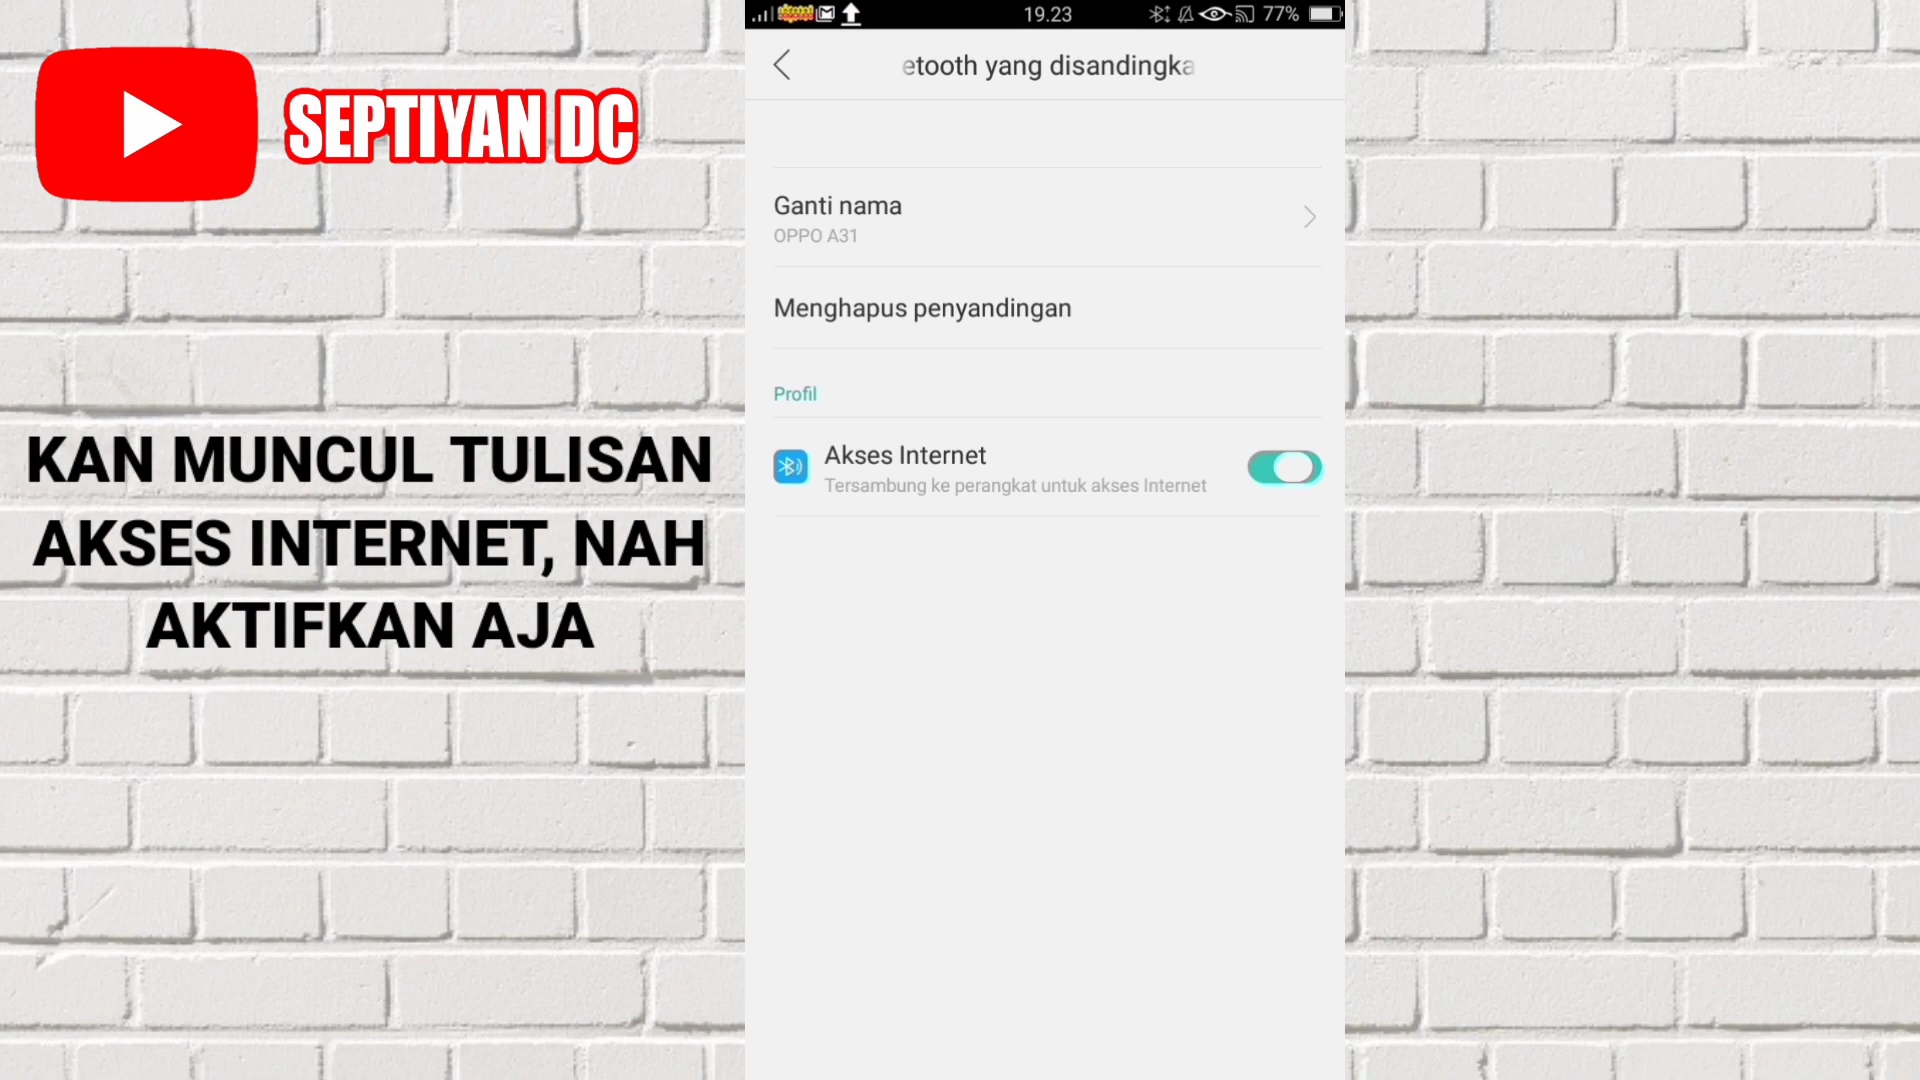 SEPTIYAN DC
KAN MUNCUL TULISAN
AKSES INTERNET, NAH
AKTIFKAN AJA
19.23
77%
etooth yang disandingka
Ganti nama
OPPO A31
Menghapus penyandingan
Profil
Akses Internet
Tersambung ke perangkat untuk akses Internet